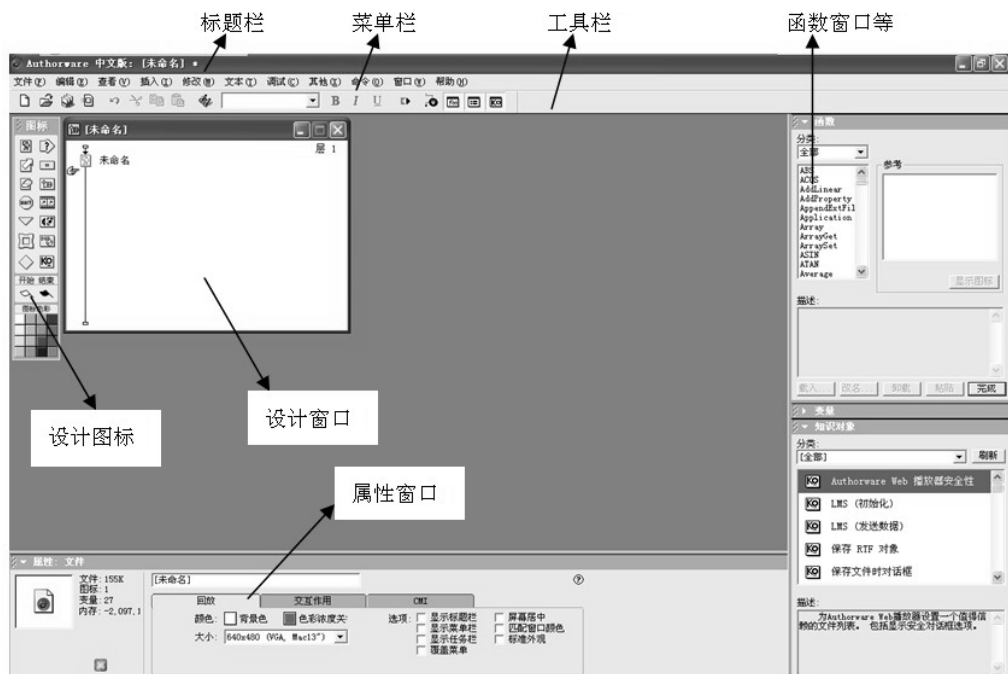 标题栏 菜单栏 工具栏 函数窗口等
Authorware 中文版: [未命名] *
文件(F) 编辑(E) 查看(V) 插入(I) 修改(M) 文本(T) 调试(C) 其他(X) 命令(O) 窗口(W) 帮助(H)
B I U
图标
[未命名]
层 1
未命名
开始 结束
图标色彩
设计图标
设计窗口
属性窗口
函数
分类:
全部
参考
ABS
ACOS
AddLinear
AddProperty
AppendExtFil
Application
Array
ArrayGet
ArraySet
ASIN
ATAN
Average
显示图标
描述:
载入... 改名... 卸载 粘贴 完成
变量
知识对象
分类:
[全部] 刷新
Authorware Web 播放器安全性
LMS (初始化)
LMS (发送数据)
保存 RTF 对象
保存文件时对话框
描述:
为Authorware Web播放器设置一个值得信
赖的文件列表。 包括显示安全对话框选项。
属性: 文件
文件: 155K
图标: 1
变量: 27
内存: -2,097,1
[未命名]
回放 交互作用 CMI
颜色: 背景色 色彩浓度关
大小: 640x480 (VGA, Mac13")
选项: 显示标题栏 屏幕居中
显示菜单栏 匹配窗口颜色
显示任务栏 标准外观
覆盖菜单